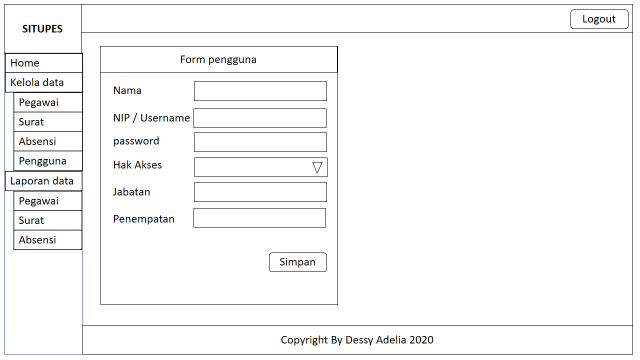 SITUPES
Logout
Home
Kelola data
Pegawai
Surat
Absensi
Pengguna
Laporan data
Pegawai
Surat
Absensi
Form pengguna
Nama
NIP / Username
password
Hak Akses
Jabatan
Penempatan
Simpan
Copyright By Dessy Adelia 2020